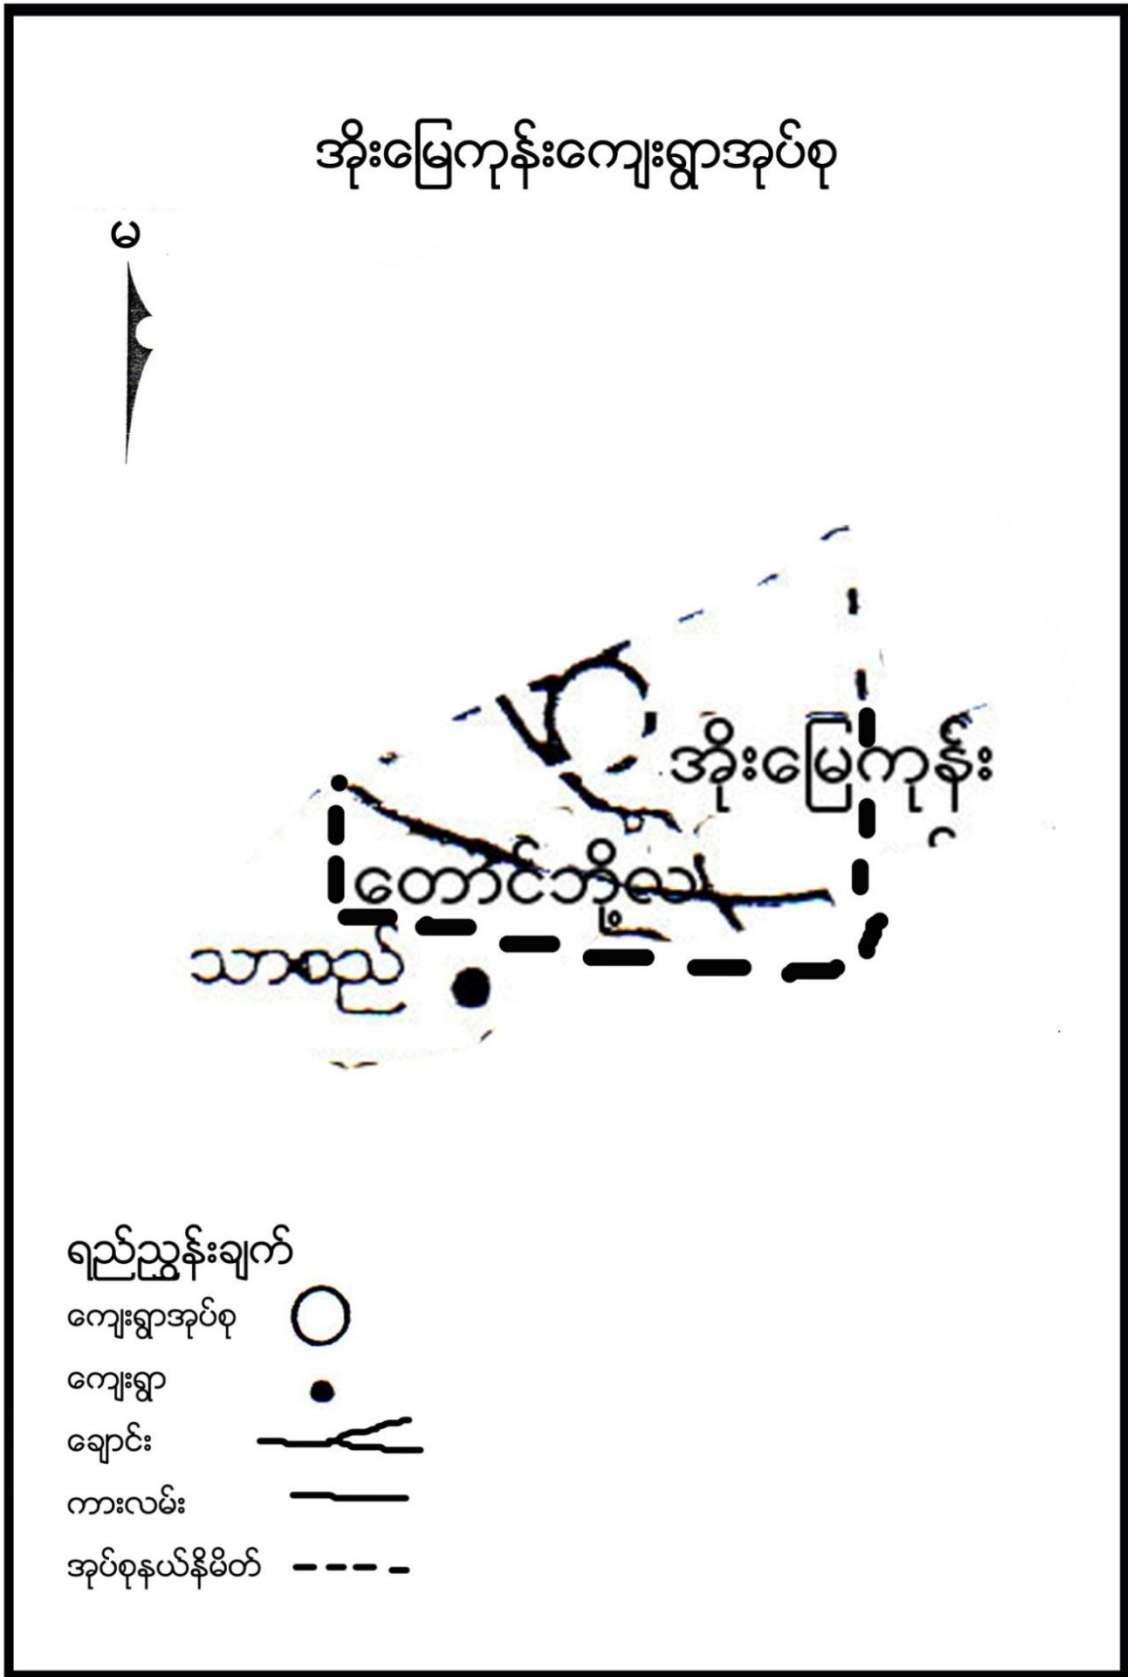 အိုးမြေကုန်းကျေးရွာအုပ်စု
မ
အိုးမြေကုန်း
တောင်ဘို့လ
သာစည်
ရည်ညွှန်းချက်
ကျေးရွာအုပ်စု
ကျေးရွာ
ချောင်း
ကားလမ်း
အုပ်စုနယ်နိမိတ်